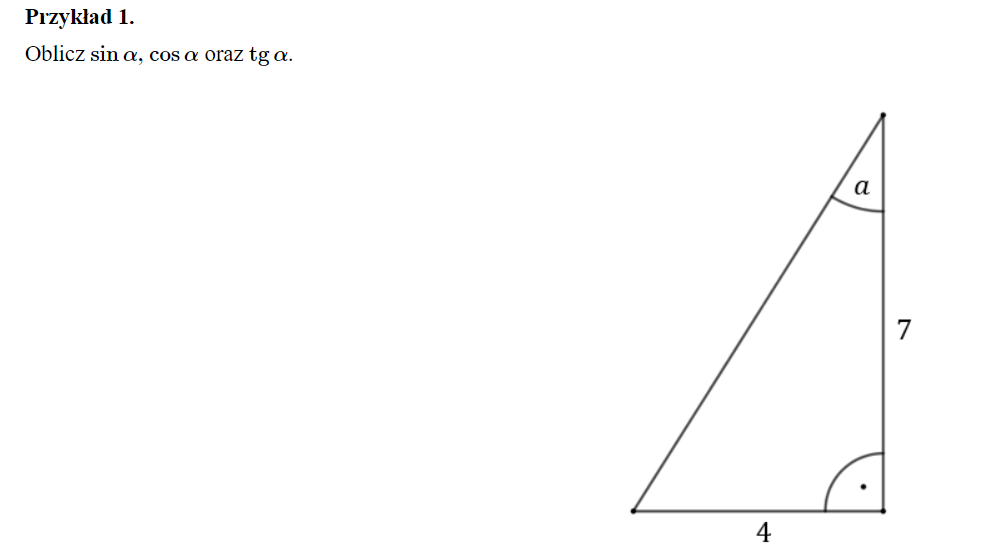 Przykład 1.
Oblicz sin α, cos α oraz tg α.
a
7
4